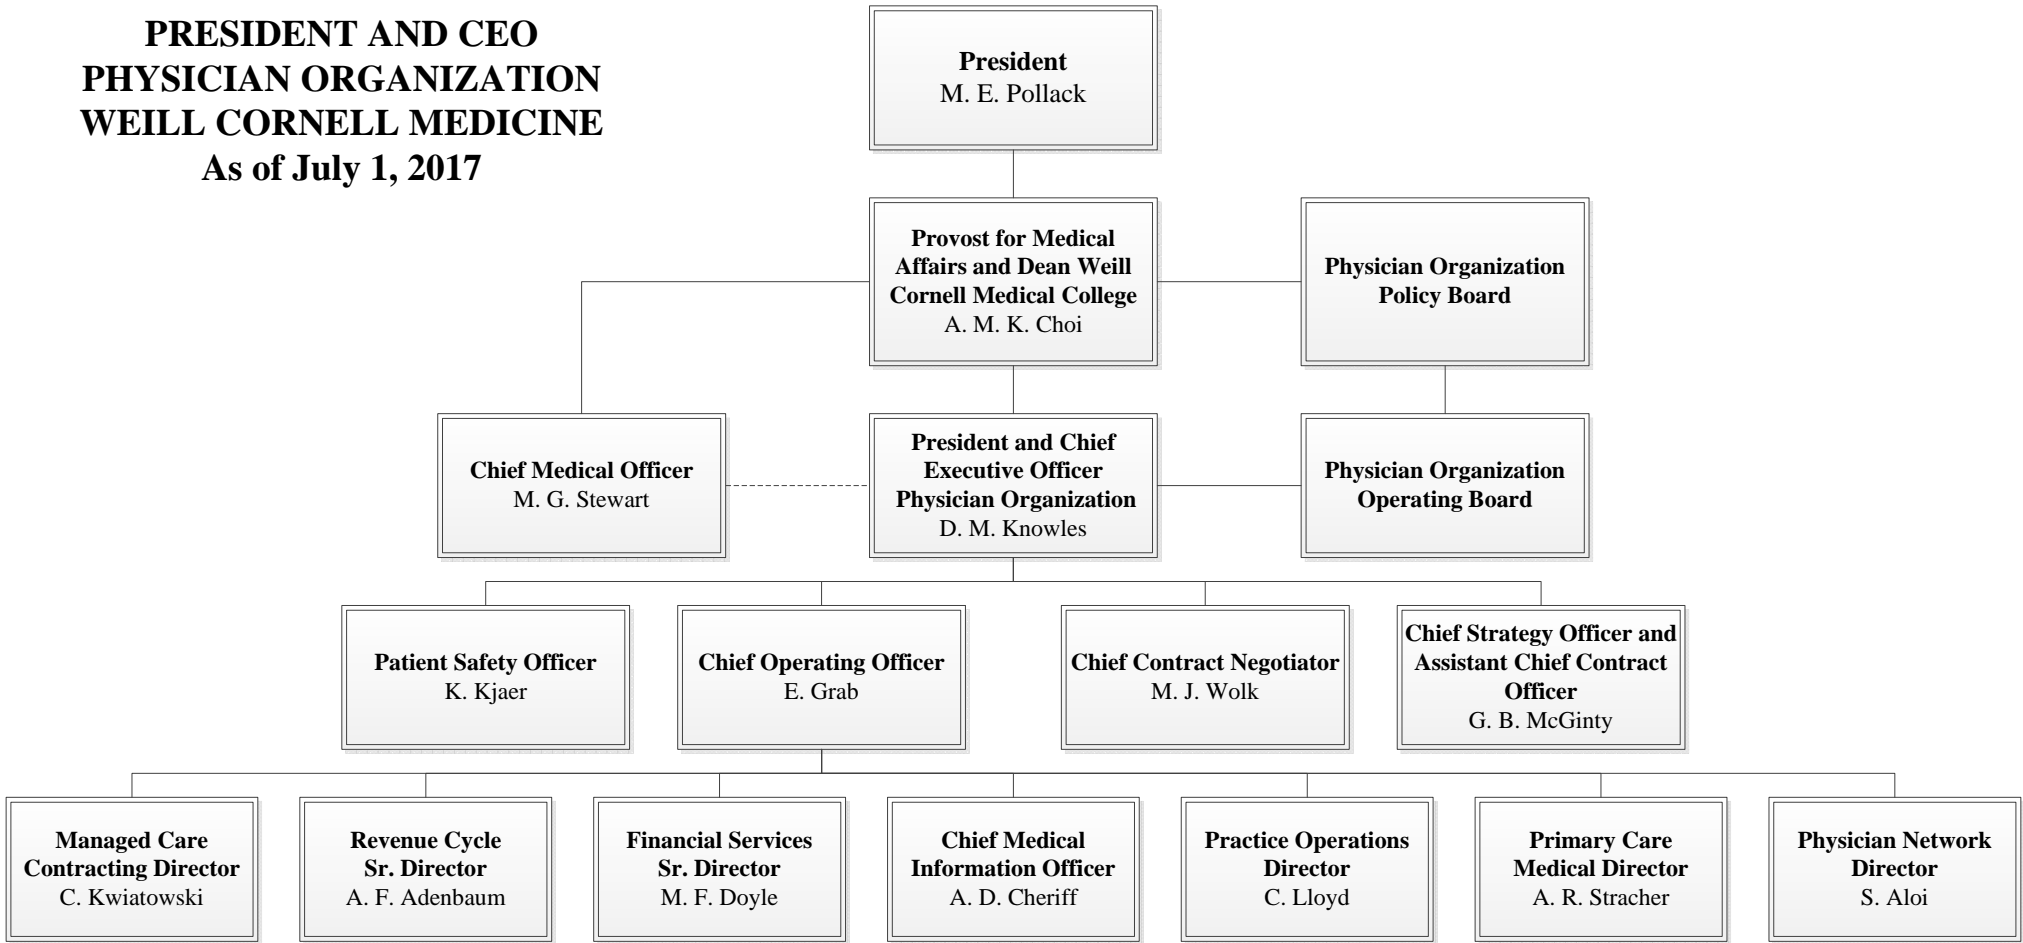 PRESIDENT AND CEO
PHYSICIAN ORGANIZATION
WEILL CORNELL MEDICINE
As of July 1, 2017
President
M. E. Pollack
Provost for Medical
Affairs and Dean Weill
Cornell Medical College
A. M. K. Choi
Physician Organization
Policy Board
Chief Medical Officer
M. G. Stewart
President and Chief
Executive Officer
Physician Organization
D. M. Knowles
Physician Organization
Operating Board
Patient Safety Officer
K. Kjaer
Chief Operating Officer
E. Grab
Chief Contract Negotiator
M. J. Wolk
Chief Strategy Officer and
Assistant Chief Contract
Officer
G. B. McGinty
Managed Care
Contracting Director
C. Kwiatowski
Revenue Cycle
Sr. Director
A. F. Adenbaum
Financial Services
Sr. Director
M. F. Doyle
Chief Medical
Information Officer
A. D. Cheriff
Practice Operations
Director
C. Lloyd
Primary Care
Medical Director
A. R. Stracher
Physician Network
Director
S. Aloi